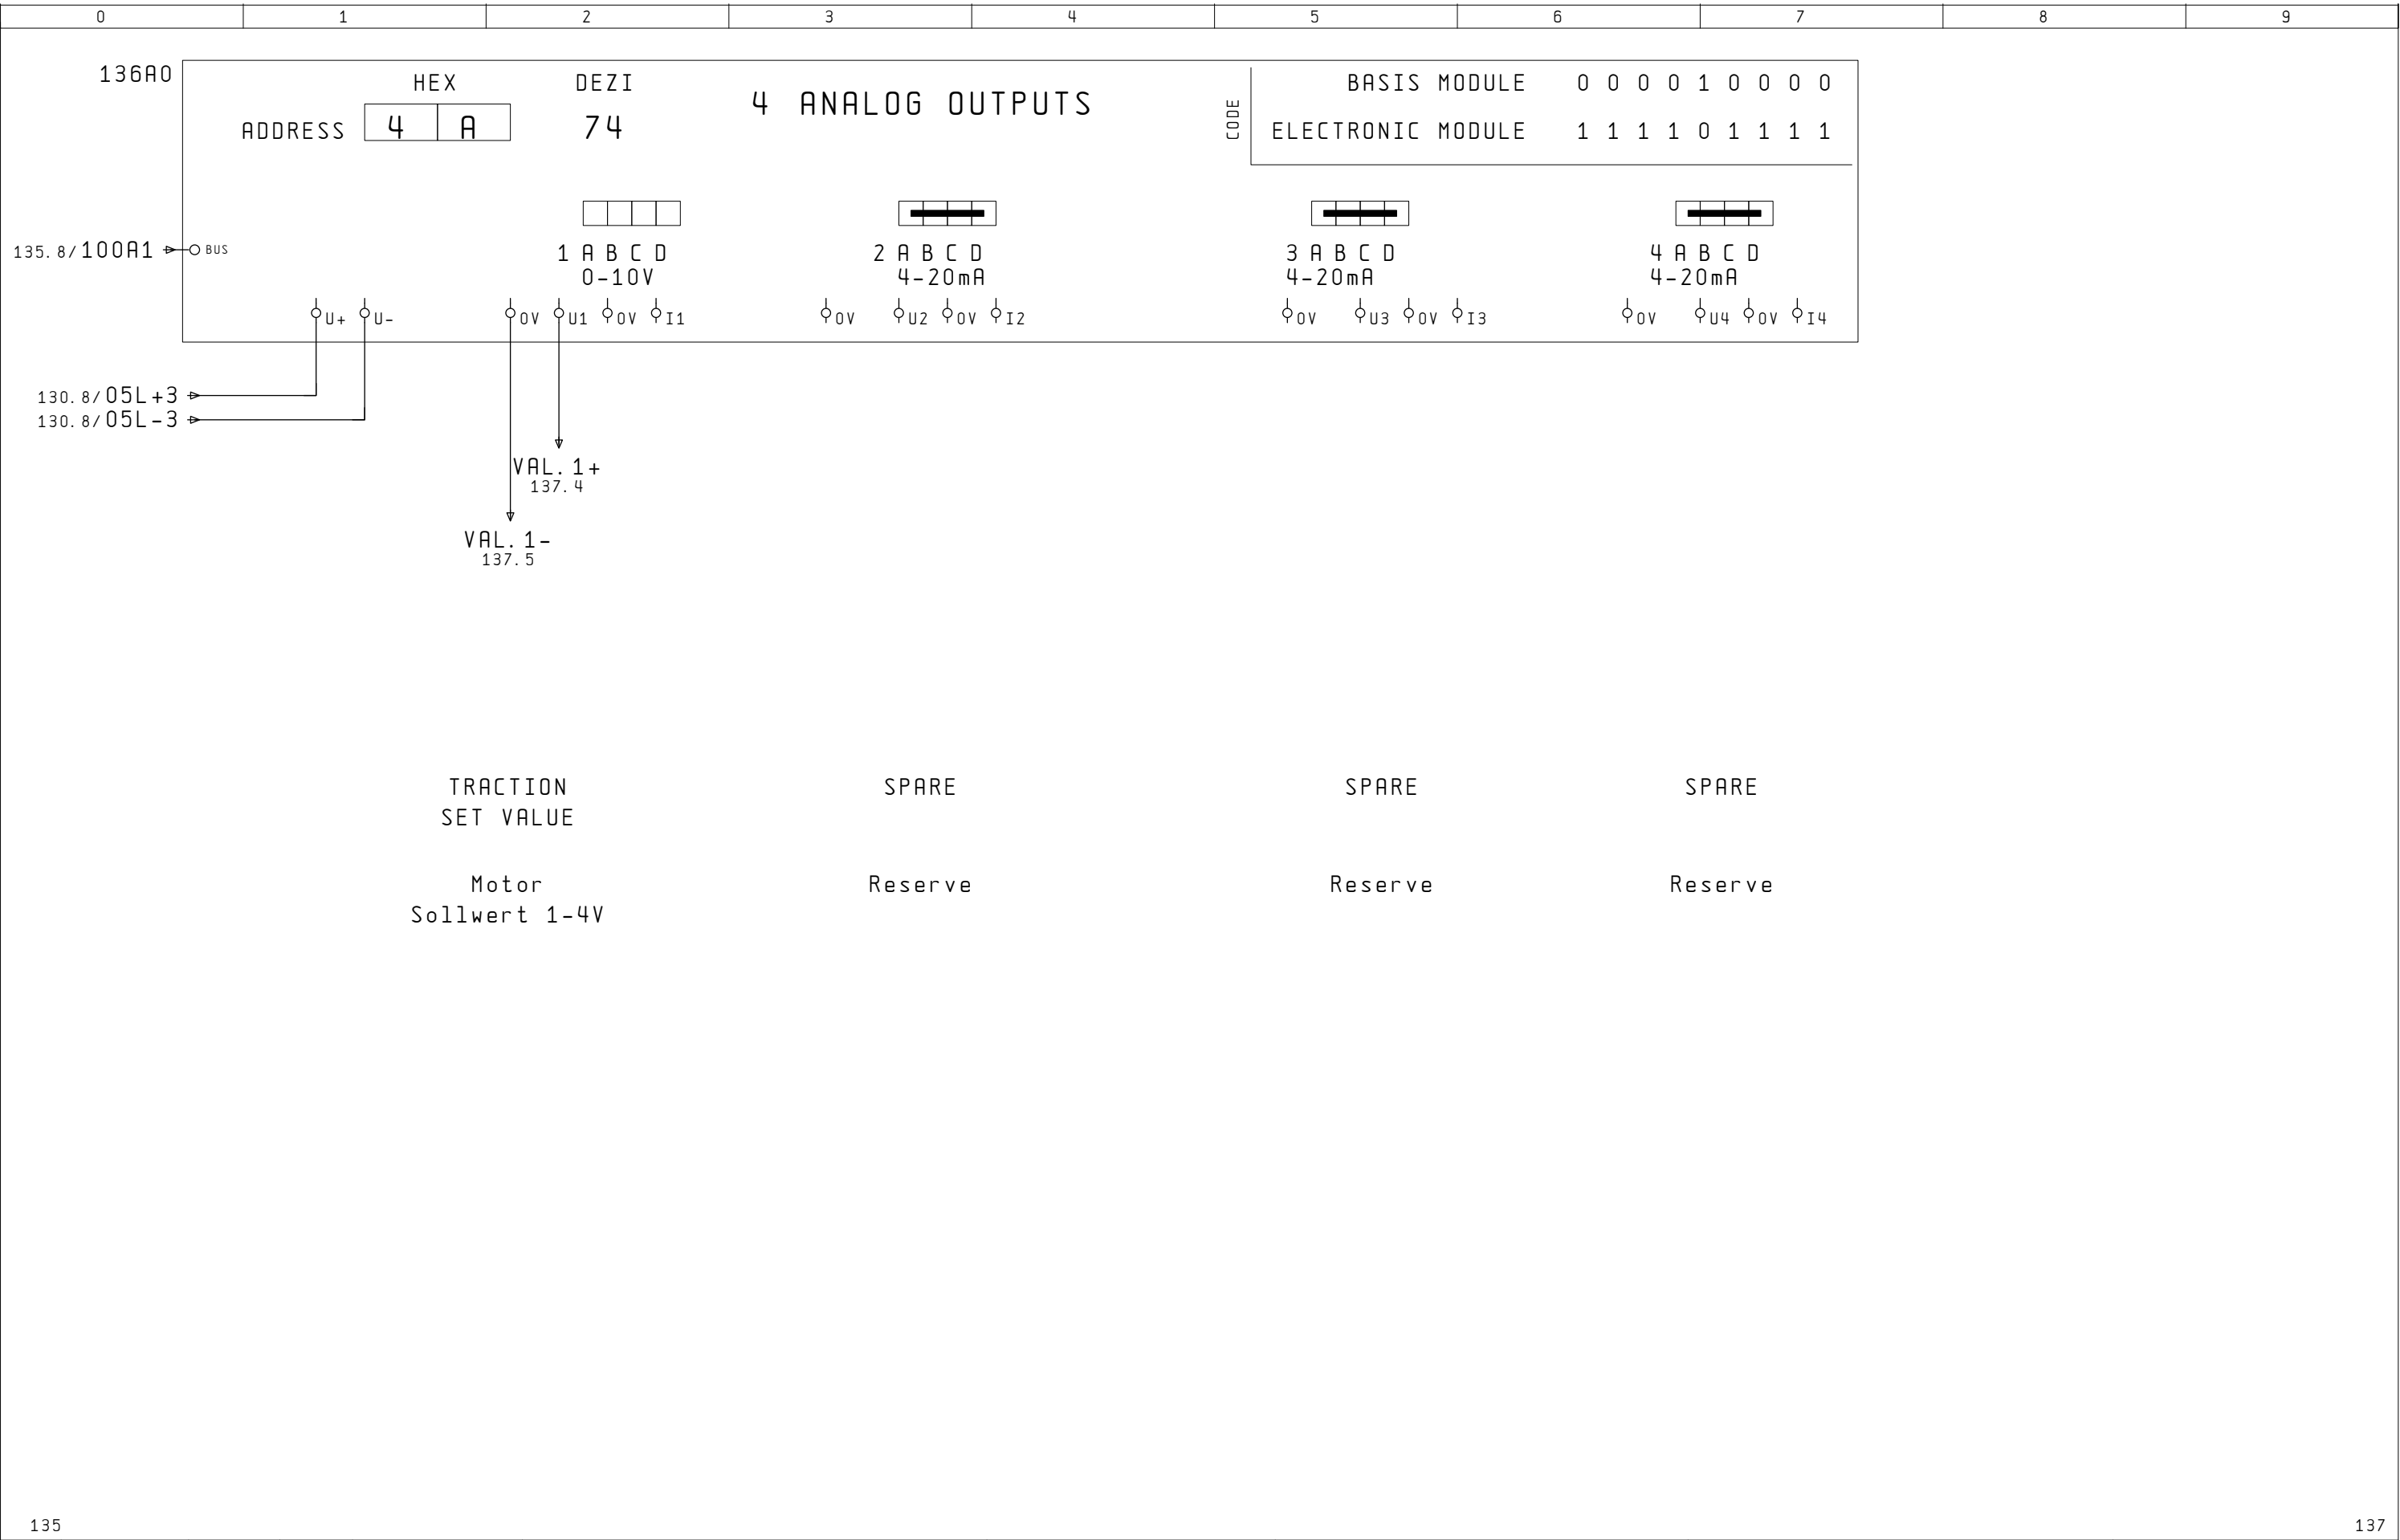 0 1 2 3 4 5 6 7 8 9
136A0
HEX DEZI
4 ANALOG OUTPUTS
ADDRESS 4 A 74
CODE
BASIS MODULE 0 0 0 0 1 0 0 0 0
ELECTRONIC MODULE 1 1 1 1 0 1 1 1 1
135.8/100A1 BUS
1 A B C D 2 A B C D 3 A B C D 4 A B C D
0-10V 4-20mA 4-20mA 4-20mA
U+ U- 0V U1 0V I1 0V U2 0V I2 0V U3 0V I3 0V U4 0V I4
130.8/05L+3
130.8/05L-3
VAL.1+
137.4
VAL.1-
137.5
TRACTION SPARE SPARE SPARE
SET VALUE
Motor Reserve Reserve Reserve
Sollwert 1-4V
135 137